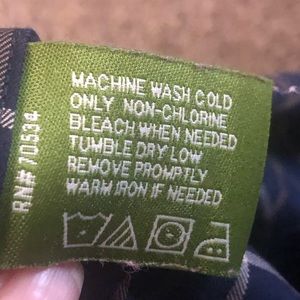 MACHINE WASH COLD
ONLY NON-CHLORINE
BLEACH WHEN NEEDED
TUMBLE DRY LOW
REMOVE PROMPTLY
WARM IRON IF NEEDED
RN# 70534